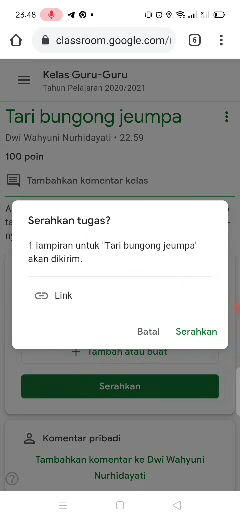 23.48
classroom.google.com/
6
Kelas Guru-Guru
Tahun Pelajaran 2020/2021
Tari bungong jeumpa
Dwi Wahyuni Nurhidayati • 22.59
100 poin
Tambahkan komentar kelas
Serahkan tugas?
1 lampiran untuk 'Tari bungong jeumpa'
akan dikirim.
Link
Batal Serahkan
+ Tambah atau buat
Serahkan
Komentar pribadi
Tambahkan komentar ke Dwi Wahyuni
Nurhidayati